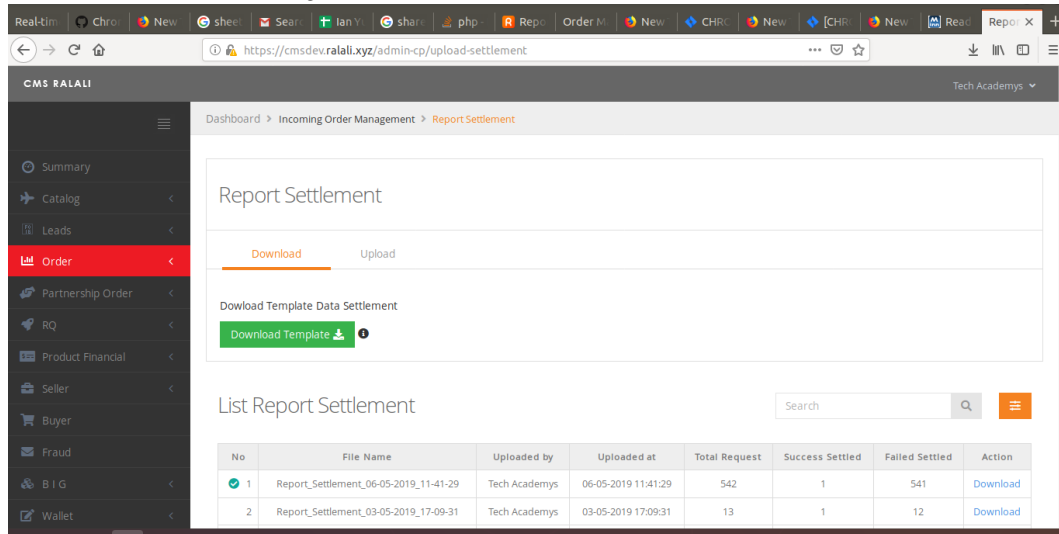 Real-tim Chro New sheet Sear Ian Y share php - Repo Order M New CHRC New [CHR New Read Repor
https://cmsdev.ralali.xyz/admin-cp/upload-settlement
CMS RALALI
Tech Academys
Dashboard > Incoming Order Management > Report Settlement
Summary
Catalog
Leads
Order
Partnership Order
RQ
Product Financial
Seller
Buyer
Fraud
B I G
Wallet
Report Settlement
Download Upload
Dowload Template Data Settlement
Download Template
List Report Settlement
Search
No File Name Uploaded by Uploaded at Total Request Success Settled Failed Settled Action
1 Report_Settlement_06-05-2019_11-41-29 Tech Academys 06-05-2019 11:41:29 542 1 541 Download
2 Report_Settlement_03-05-2019_17-09-31 Tech Academys 03-05-2019 17:09:31 13 1 12 Download